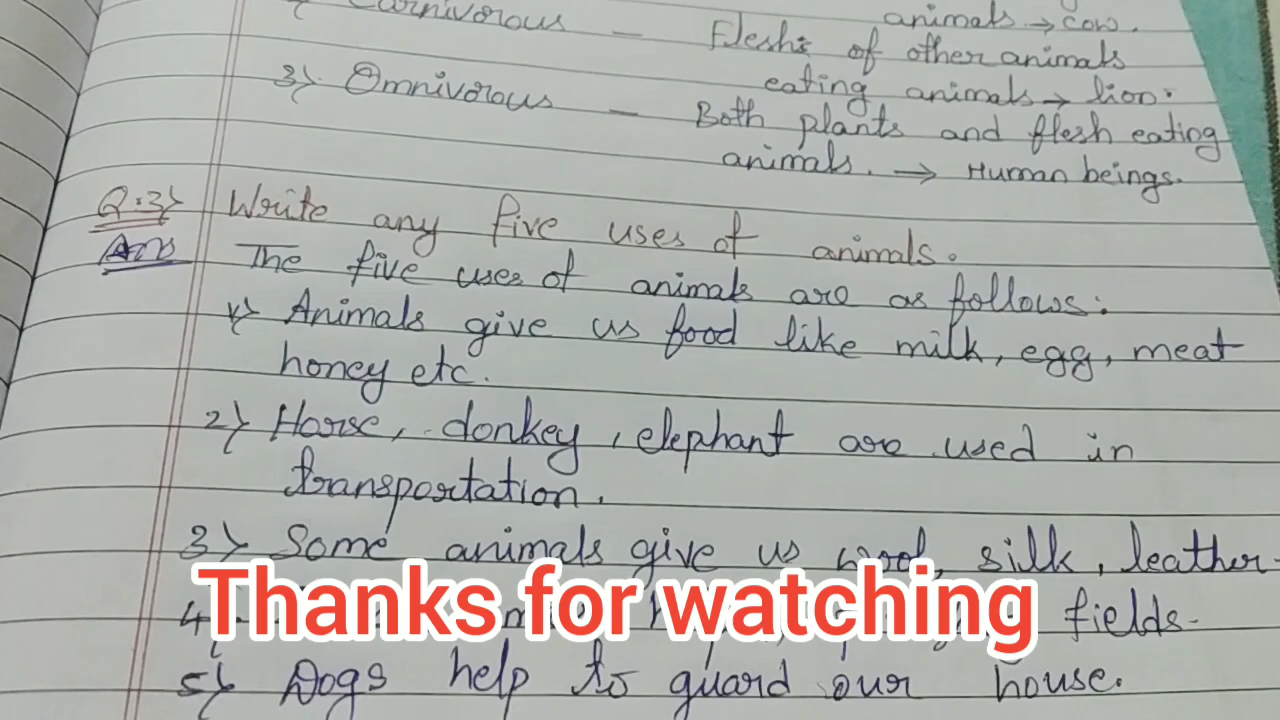 Carnivorous — animals → cow.
Flesh of other animals
eating animals → lion.
3) Omnivorous — Both plants and flesh eating
animals. → Human beings.
Q.3) Write any five uses of animals.
Ans The five uses of animals are as follows:
1) Animals give us food like milk, egg, meat
honey etc.
2) Horse, donkey, elephant are used in
transportation.
3) Some animals give us wool, silk, leather.
4) fields.
5) Dogs help to guard our house.
Thanks for watching